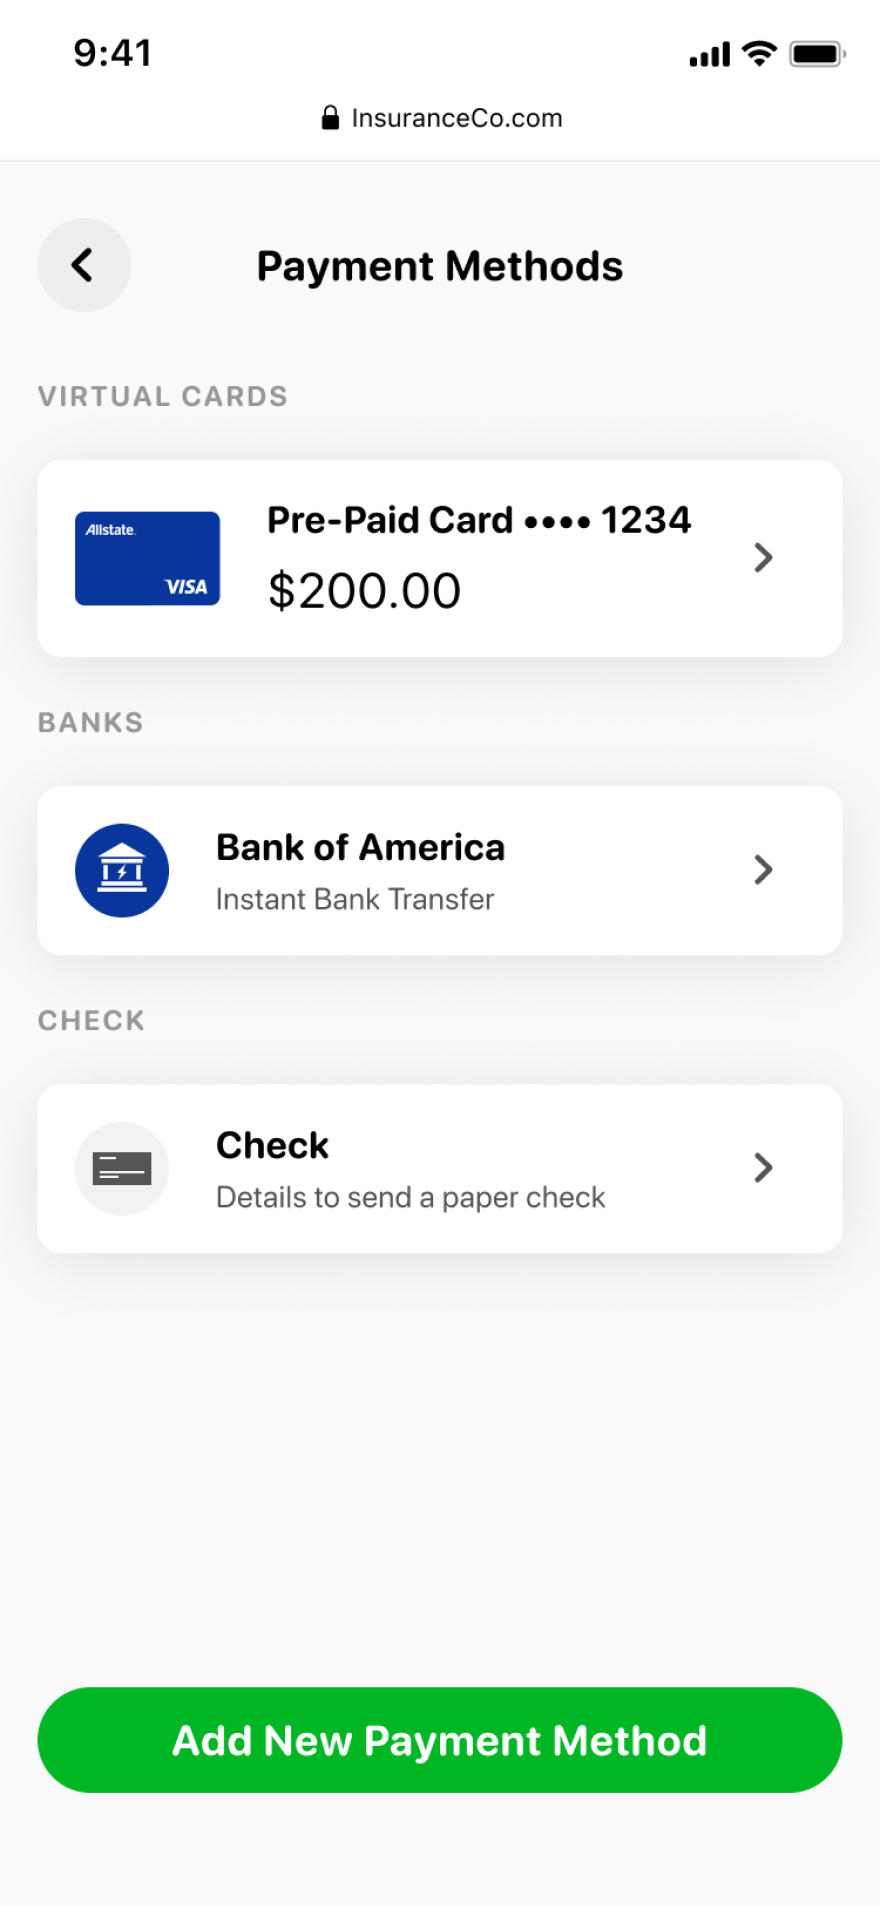 9:41
InsuranceCo.com
Payment Methods
VIRTUAL CARDS
Allstate.
VISA
Pre-Paid Card •••• 1234
$200.00
BANKS
Bank of America
Instant Bank Transfer
CHECK
Check
Details to send a paper check
Add New Payment Method